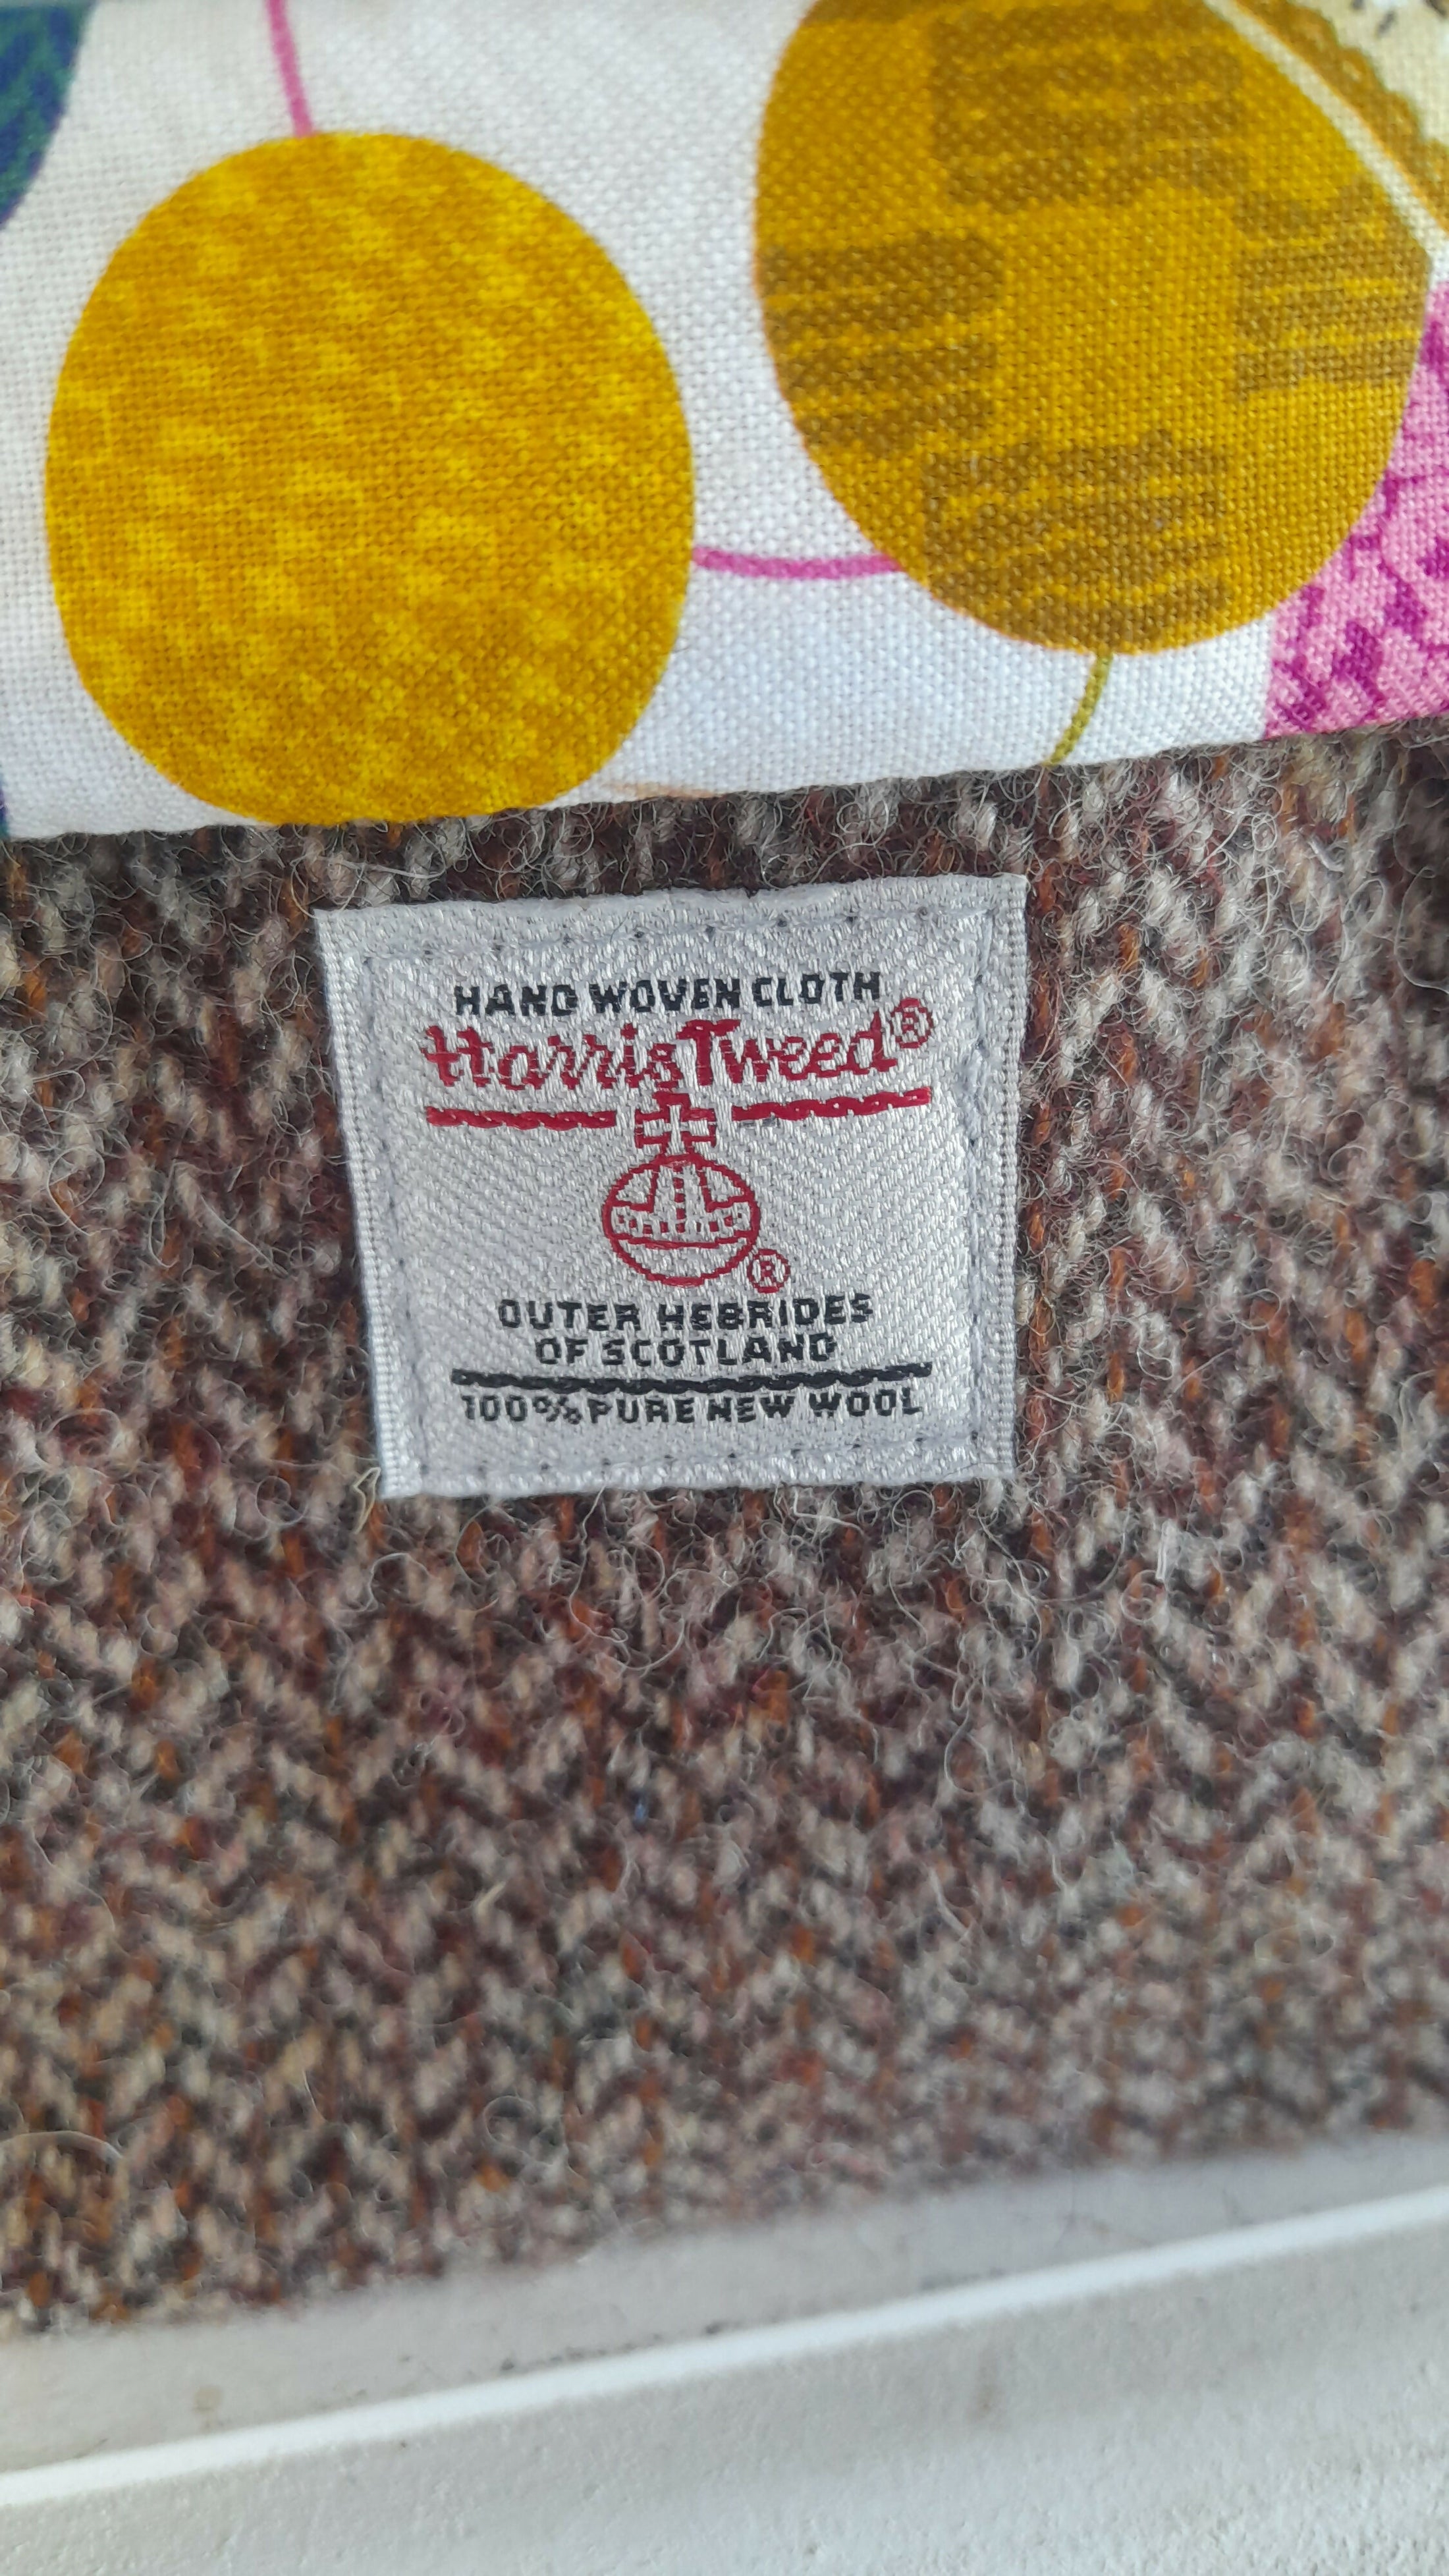 HAND WOVEN CLOTH
Harris Tweed®
®
OUTER HEBRIDES
OF SCOTLAND
100% PURE NEW WOOL